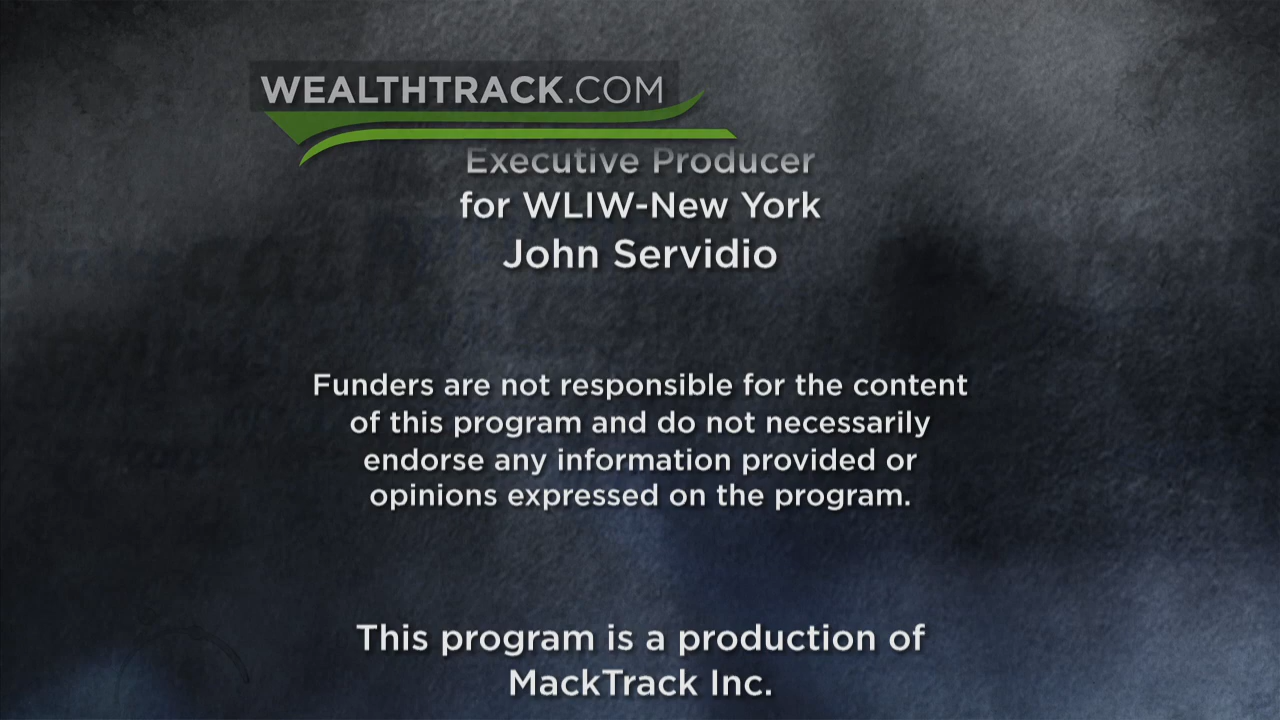 WEALTHTRACK.COM
Executive Producer
for WLIW-New York
John Servidio
Funders are not responsible for the content
of this program and do not necessarily
endorse any information provided or
opinions expressed on the program.
This program is a production of
MackTrack Inc.